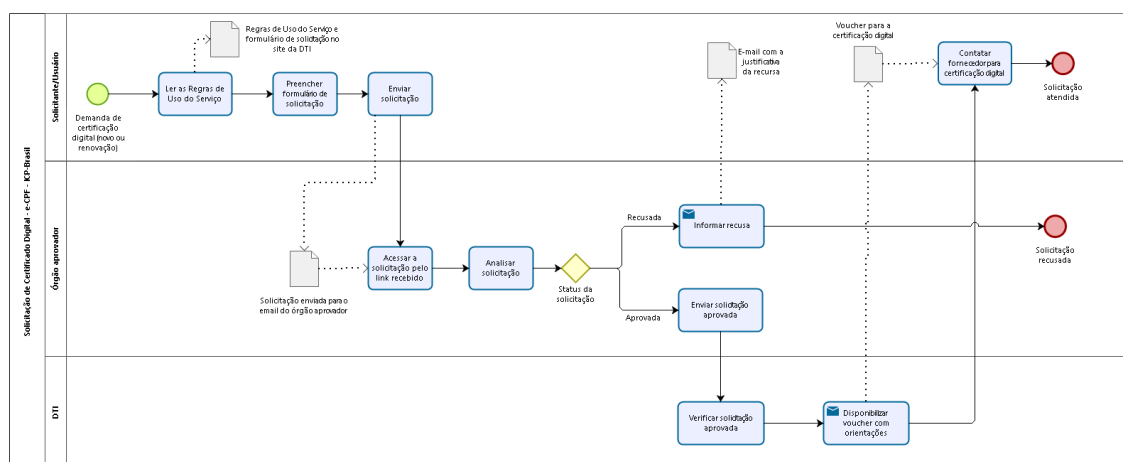 Solicitação de Certificado Digital - e-CPF - ICP-Brasil
Solicitante/Usuário
Demanda de
certificação
digital (novo ou
renovação)
Ler as Regras de
Uso do Serviço
Regras de Uso do Serviço e
formulário de solicitação no
site da DTI
Preencher
formulário de
solicitação
Enviar
solicitação
E-mail com a
justificativa
da recursa
Voucher para a
certificação digital
Contatar
fornecedor para
certificação digital
Solicitação
atendida
Órgão aprovador
Solicitação enviada para o
email do órgão aprovador
Acessar a
solicitação pelo
link recebido
Analisar
solicitação
Status da
solicitação
Recusada
Informar recusa
Solicitação
recusada
Aprovada
Enviar solicitação
aprovada
DTI
Verificar solicitação
aprovada
Disponibilizar
voucher com
orientações